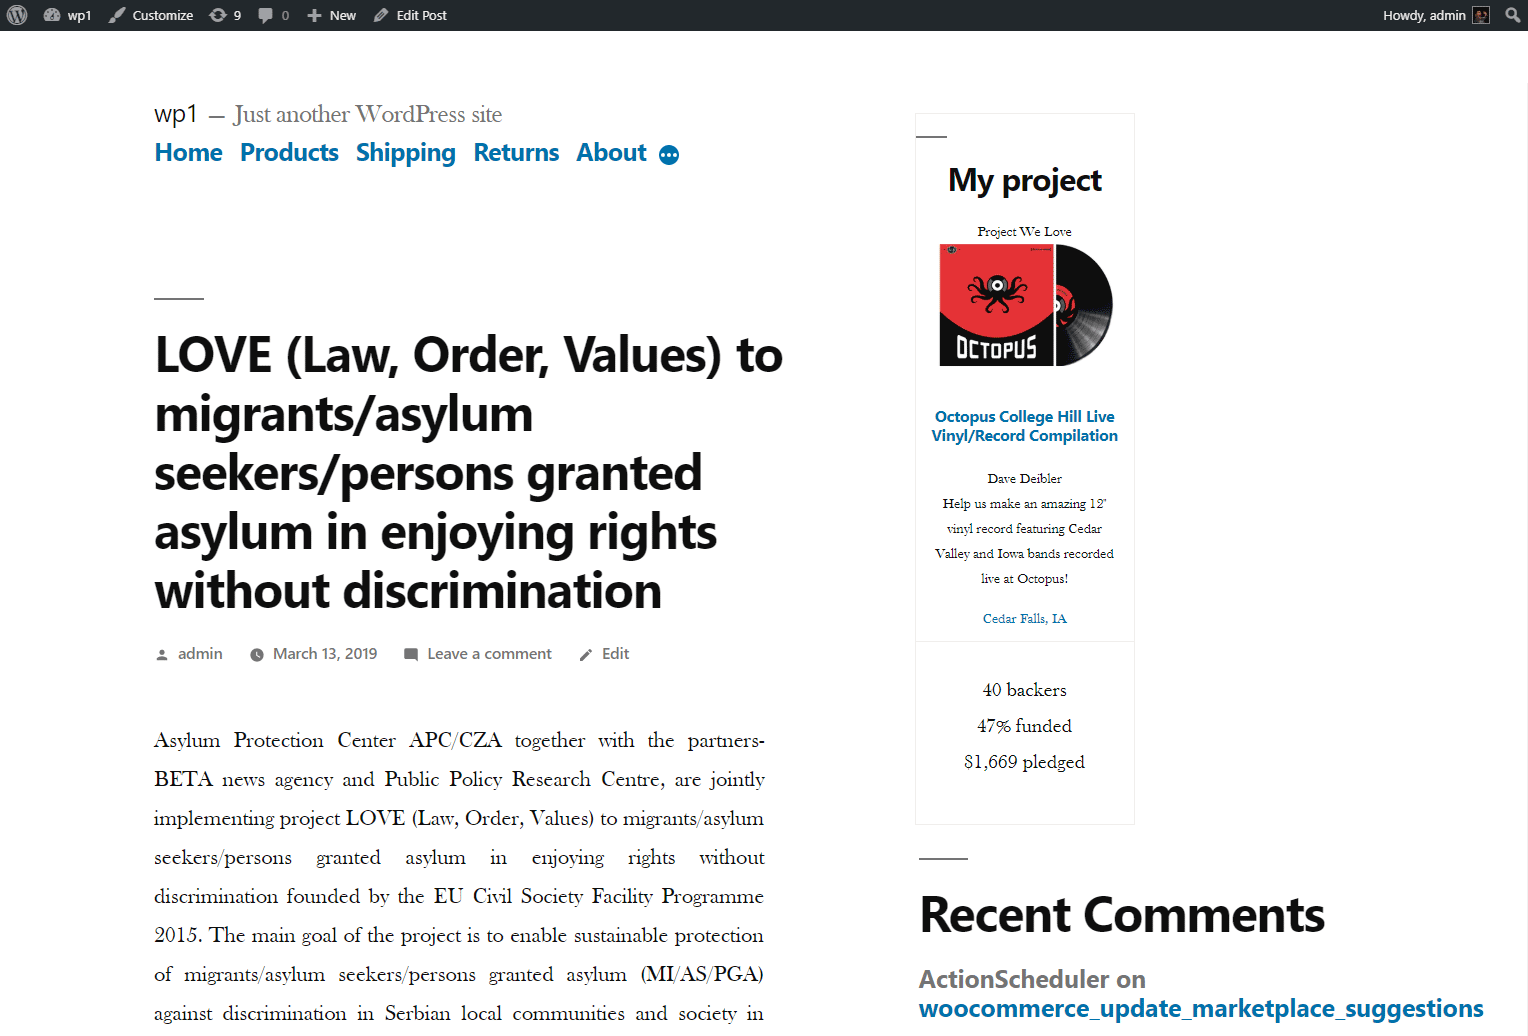 wp1 Customize 9 0 New Edit Post Howdy, admin
wp1 — Just another WordPress site
Home Products Shipping Returns About
LOVE (Law, Order, Values) to
migrants/asylum
seekers/persons granted
asylum in enjoying rights
without discrimination
admin March 13, 2019 Leave a comment Edit
Asylum Protection Center APC/CZA together with the partners-
BETA news agency and Public Policy Research Centre, are jointly
implementing project LOVE (Law, Order, Values) to migrants/asylum
seekers/persons granted asylum in enjoying rights without
discrimination founded by the EU Civil Society Facility Programme
2015. The main goal of the project is to enable sustainable protection
of migrants/asylum seekers/persons granted asylum (MI/AS/PGA)
against discrimination in Serbian local communities and society in
My project
Project We Love
OCTOPUS
Octopus College Hill Live
Vinyl/Record Compilation
Dave Deibler
Help us make an amazing 12"
vinyl record featuring Cedar
Valley and Iowa bands recorded
live at Octopus!
Cedar Falls, IA
40 backers
47% funded
$1,669 pledged
Recent Comments
ActionScheduler on
woocommerce_update_marketplace_suggestions